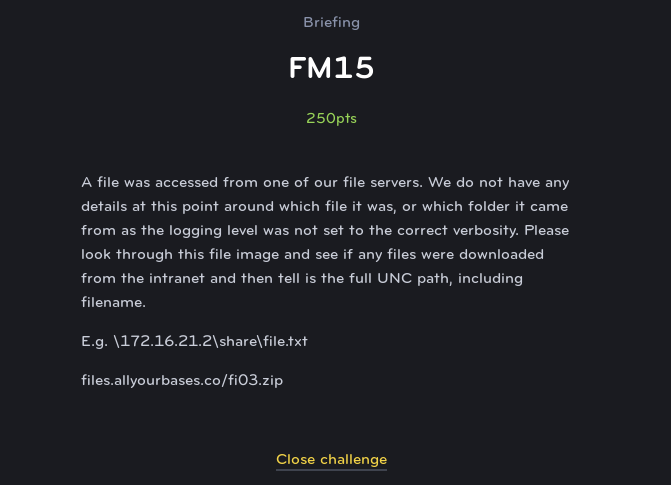 Briefing
FM15
250pts
A file was accessed from one of our file servers. We do not have any
details at this point around which file it was, or which folder it came
from as the logging level was not set to the correct verbosity. Please
look through this file image and see if any files were downloaded
from the intranet and then tell is the full UNC path, including
filename.
E.g. \172.16.21.2\share\file.txt
files.allyourbases.co/fi03.zip
Close challenge